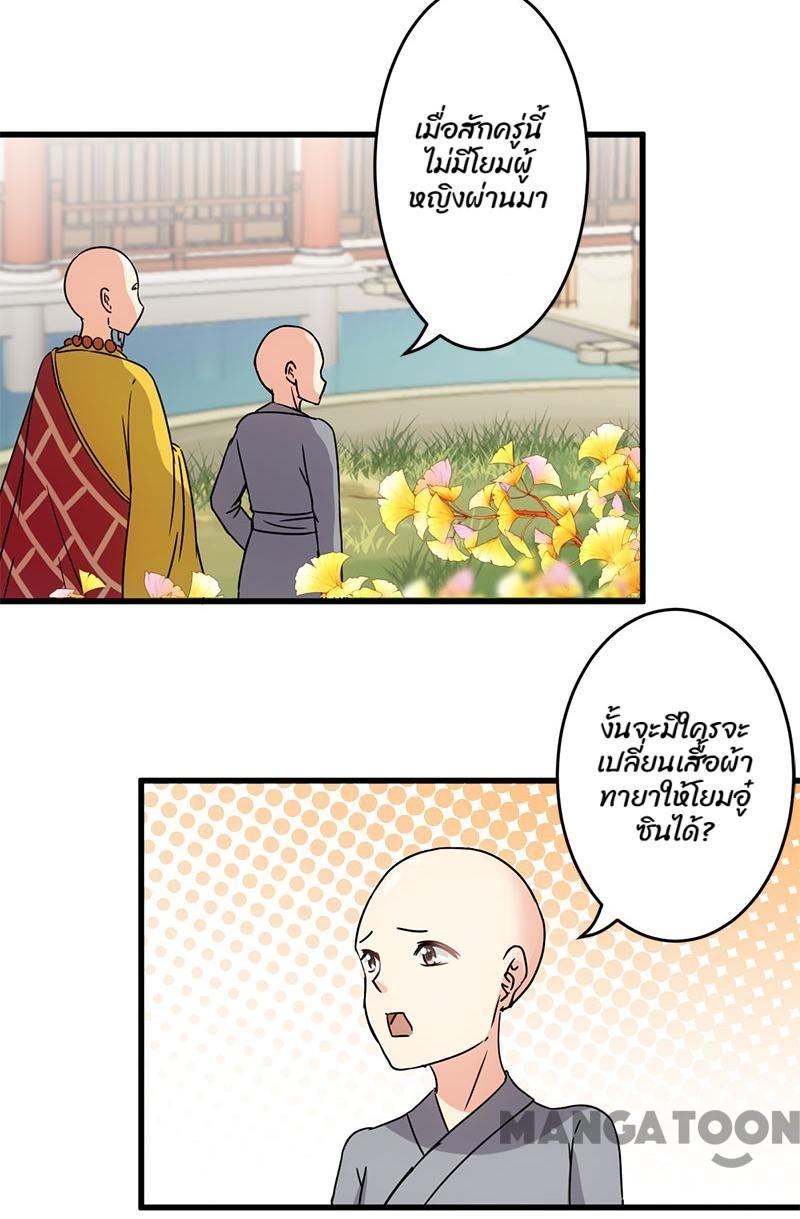 เมื่อสักครู่นี้
ไม่มีโยมผู้
หญิงผ่านมา
งั้นจะมีใครจะ
เปลี่ยนเสื้อผ้า
ทายาให้โยมอู๋
ซินได้?
MANGATOON